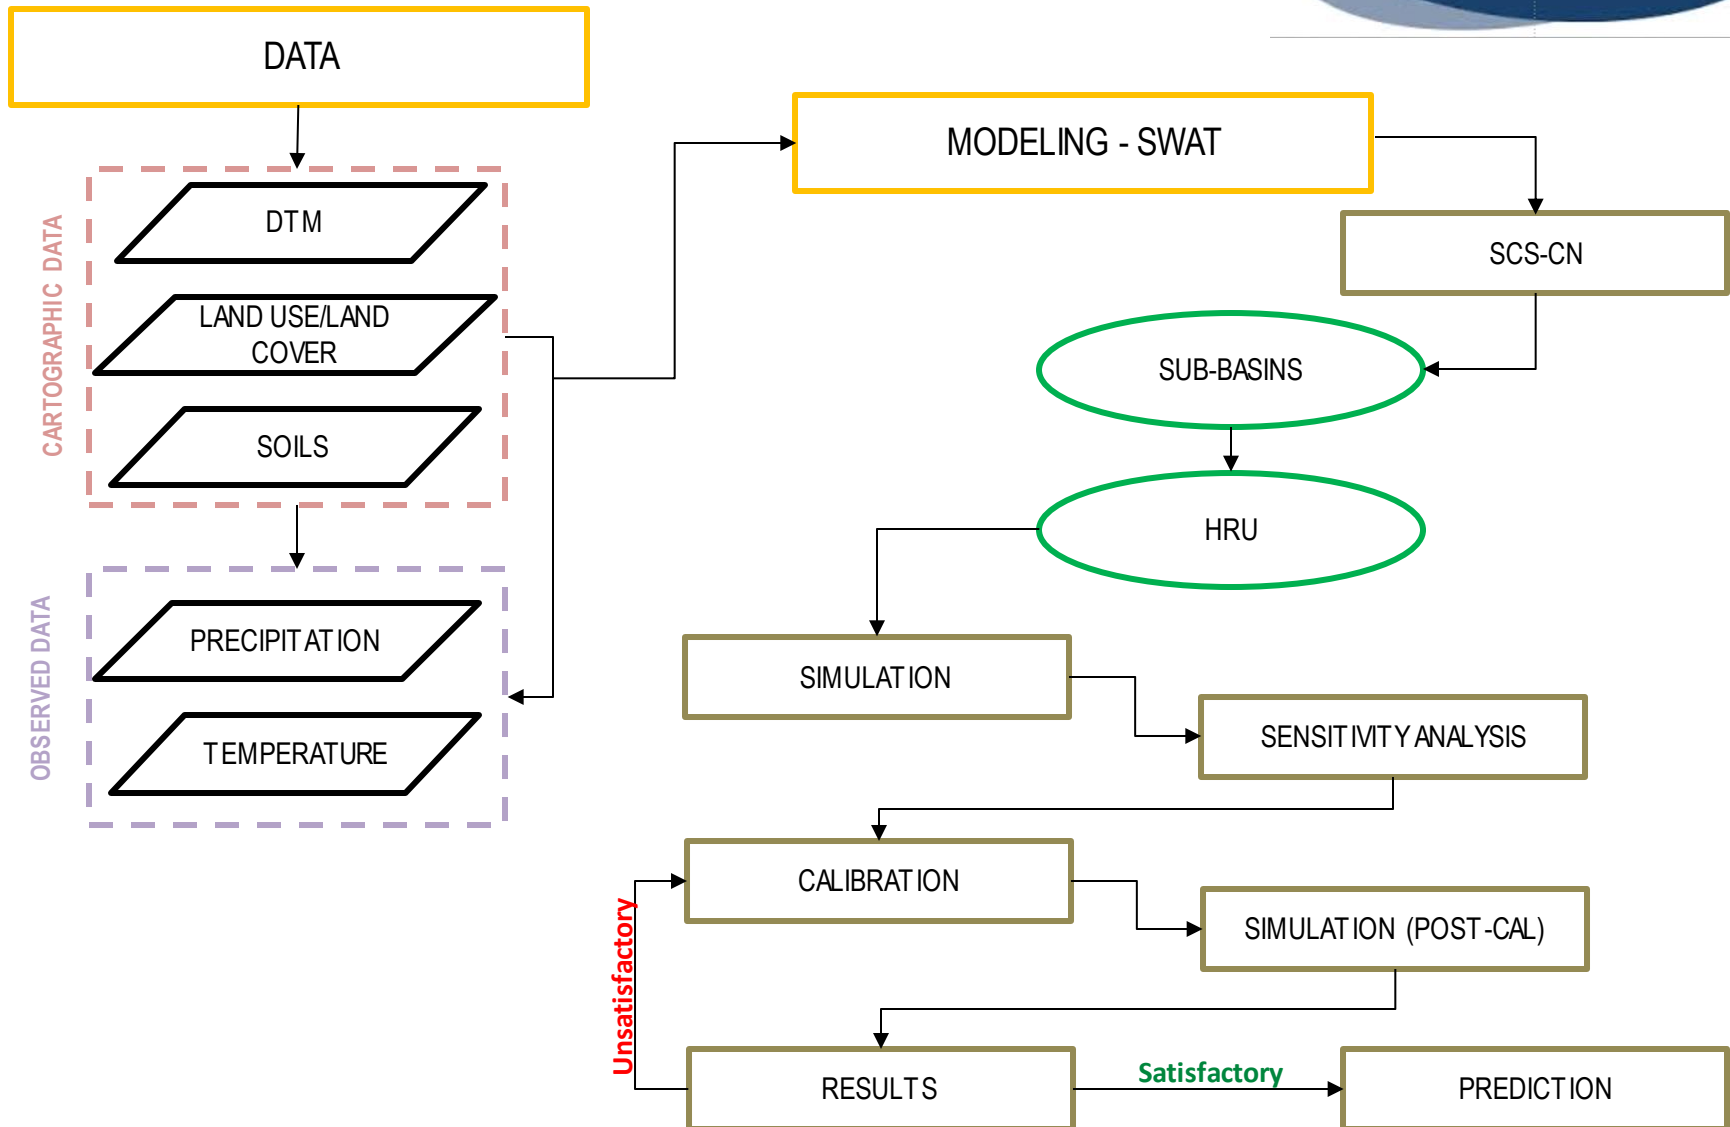 DATA
CARTOGRAPHIC DATA
DTM
LAND USE/LAND
COVER
SOILS
OBSERVED DATA
PRECIPITATION
TEMPERATURE
MODELING - SWAT
SCS-CN
SUB-BASINS
HRU
SIMULATION
SENSITIVITY ANALYSIS
CALIBRATION
SIMULATION (POST-CAL)
Unsatisfactory
RESULTS
Satisfactory
PREDICTION